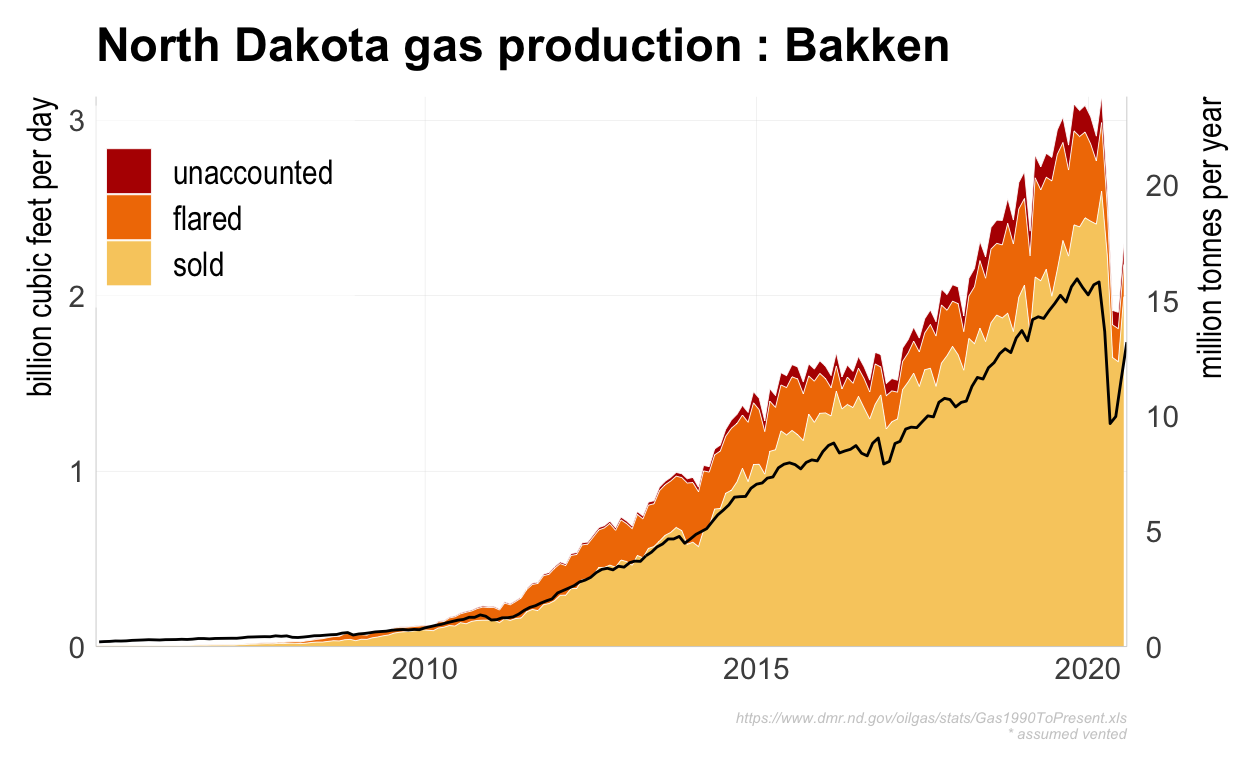 North Dakota gas production : Bakken
billion cubic feet per day
3
2
1
0
unaccounted
flared
sold
20
15
10
5
0
million tonnes per year
2010
2015
2020
https://www.dmr.nd.gov/oilgas/stats/Gas1990ToPresent.xls
* assumed vented